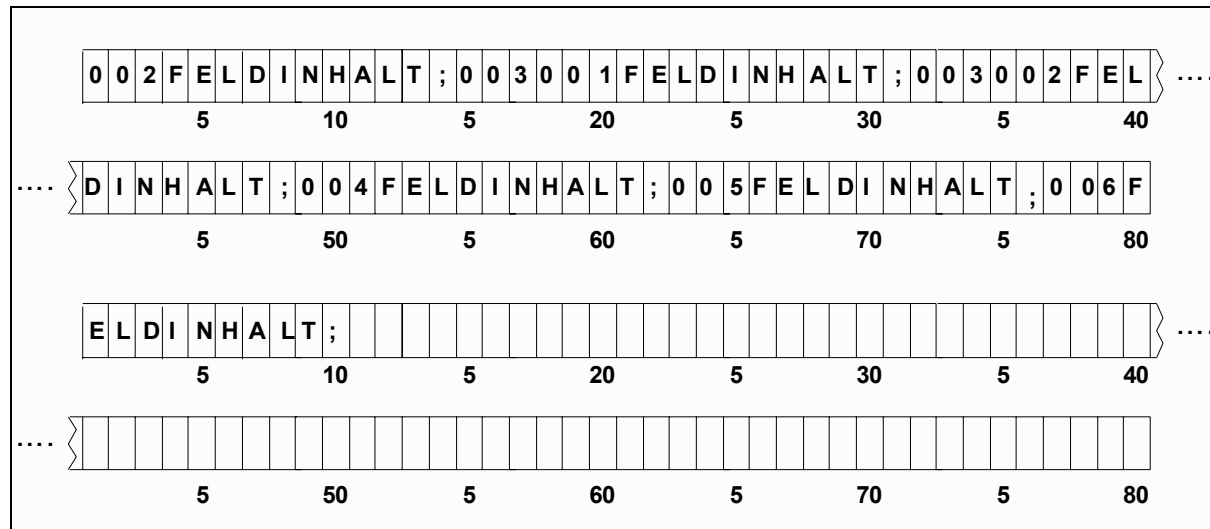 002FELDINHALT;003001FELDINHALT;003002FEL ....
5 10 5 20 5 30 5 40
.... DINHALT;004FELDINHALT;005FELDINHALT;006F
5 50 5 60 5 70 5 80
ELDINHALT; ....
5 10 5 20 5 30 5 40
....
5 50 5 60 5 70 5 80